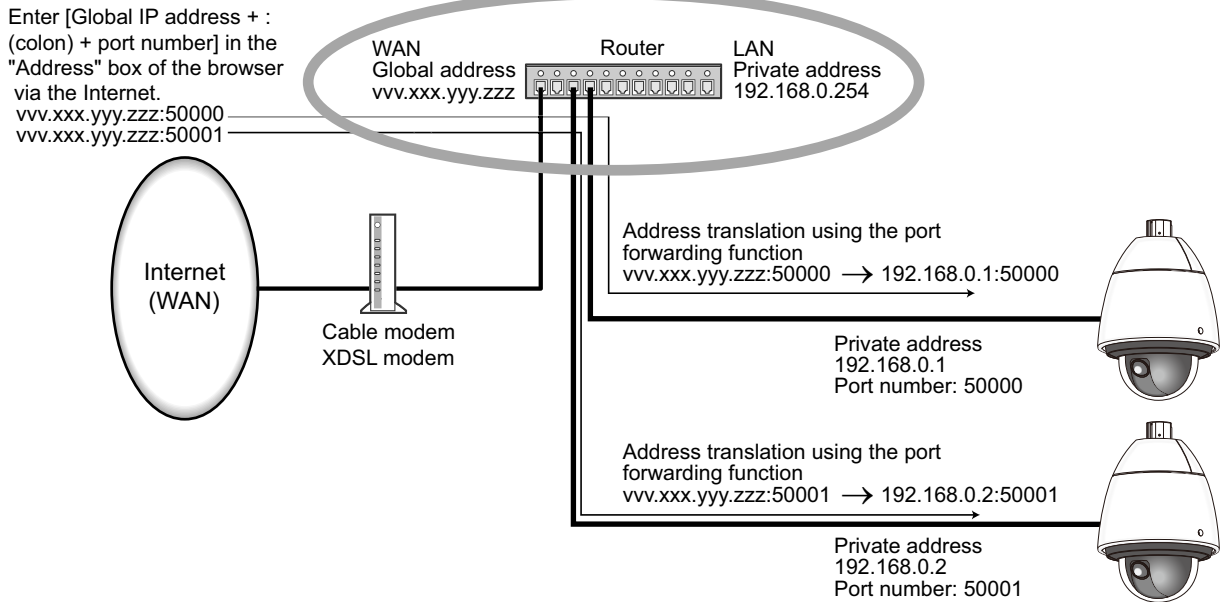 Enter [Global IP address + :
(colon) + port number] in the
"Address" box of the browser
via the Internet.
vvv.xxx.yyy.zzz:50000
vvv.xxx.yyy.zzz:50001
WAN
Global address
vvv.xxx.yyy.zzz
Router
LAN
Private address
192.168.0.254
Internet
(WAN)
Cable modem
XDSL modem
Address translation using the port
forwarding function
vvv.xxx.yyy.zzz:50000 → 192.168.0.1:50000
Private address
192.168.0.1
Port number: 50000
Address translation using the port
forwarding function
vvv.xxx.yyy.zzz:50001 → 192.168.0.2:50001
Private address
192.168.0.2
Port number: 50001